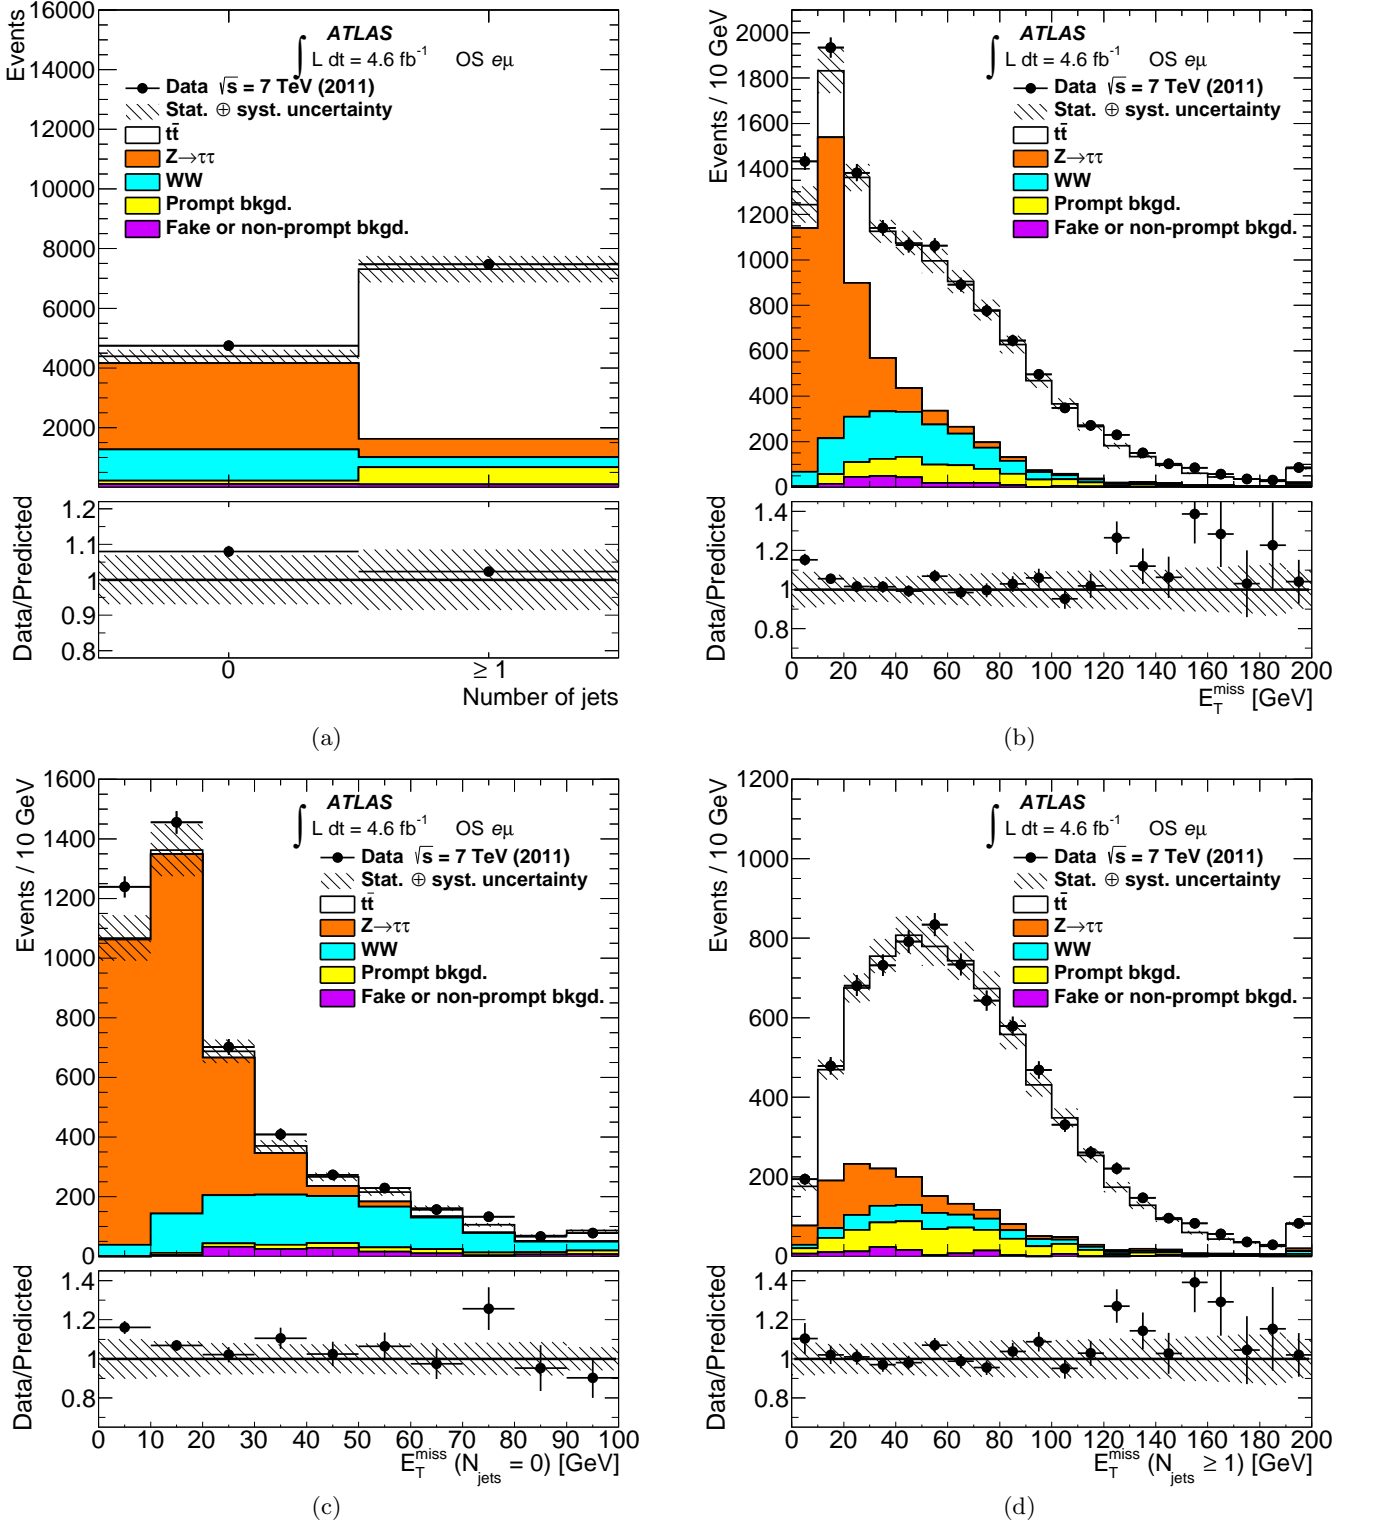 Events
16000
14000
12000
10000
8000
6000
4000
2000
ATLAS
∫ L dt = 4.6 fb⁻¹ OS eμ
Data √s = 7 TeV (2011)
Stat. ⊕ syst. uncertainty
tt̄
Z→ττ
WW
Prompt bkgd.
Fake or non-prompt bkgd.
Data/Predicted
1.2
1.1
1
0.9
0.8
0 ≥ 1
Number of jets
(a)
Events / 10 GeV
2000
1800
1600
1400
1200
1000
800
600
400
200
0
ATLAS
∫ L dt = 4.6 fb⁻¹ OS eμ
Data √s = 7 TeV (2011)
Stat. ⊕ syst. uncertainty
tt̄
Z→ττ
WW
Prompt bkgd.
Fake or non-prompt bkgd.
Data/Predicted
1.4
1.2
1
0.8
0 20 40 60 80 100 120 140 160 180 200
E_T^miss [GeV]
(b)
Events / 10 GeV
1600
1400
1200
1000
800
600
400
200
0
ATLAS
∫ L dt = 4.6 fb⁻¹ OS eμ
Data √s = 7 TeV (2011)
Stat. ⊕ syst. uncertainty
tt̄
Z→ττ
WW
Prompt bkgd.
Fake or non-prompt bkgd.
Data/Predicted
1.4
1.2
1
0.8
0 10 20 30 40 50 60 70 80 90 100
E_T^miss (N_jets = 0) [GeV]
(c)
Events / 10 GeV
1200
1000
800
600
400
200
0
ATLAS
∫ L dt = 4.6 fb⁻¹ OS eμ
Data √s = 7 TeV (2011)
Stat. ⊕ syst. uncertainty
tt̄
Z→ττ
WW
Prompt bkgd.
Fake or non-prompt bkgd.
Data/Predicted
1.4
1.2
1
0.8
0 20 40 60 80 100 120 140 160 180 200
E_T^miss (N_jets ≥ 1) [GeV]
(d)